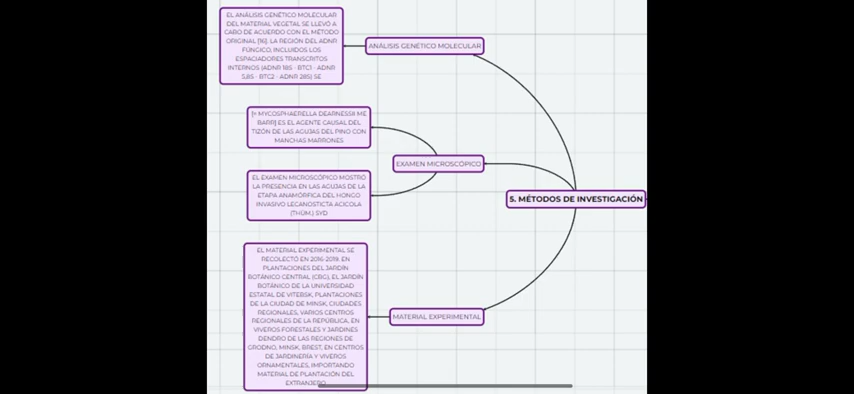 EL ANÁLISIS GENÉTICO MOLECULAR
DEL MATERIAL VEGETAL SE LLEVÓ A
CABO DE ACUERDO CON EL MÉTODO
ORIGINAL [16]. LA REGIÓN DEL ADNR
FÚNGICO, INCLUIDOS LOS
ESPACIADORES TRANSCRITOS
INTERNOS (ADNR 18S - RTC1 - ADNR
5,8S - RTC2 - ADNR 28S) SE
ANÁLISIS GENÉTICO MOLECULAR
[= MYCOSPHAERELLA DEARNESSII ME.
BARR] ES EL AGENTE CAUSAL DEL
TIZÓN DE LAS AGUJAS DEL PINO CON
MANCHAS MARRONES
EXAMEN MICROSCÓPICO
EL EXAMEN MICROSCÓPICO MOSTRÓ
LA PRESENCIA EN LAS AGUJAS DE LA
ETAPA ANAMÓRFICA DEL HONGO
INVASIVO LECANOSTICTA ACICOLA
(THÜM.) SYD
5. MÉTODOS DE INVESTIGACIÓN
EL MATERIAL EXPERIMENTAL SE
RECOLECTÓ EN 2016-2019. EN
PLANTACIONES DEL JARDÍN
BOTÁNICO CENTRAL (CBG), EL JARDÍN
BOTÁNICO DE LA UNIVERSIDAD
ESTATAL DE VITEBSK, PLANTACIONES
DE LA CIUDAD DE MINSK, CIUDADES
REGIONALES, VARIOS CENTROS
REGIONALES DE LA REPÚBLICA, EN
VIVEROS FORESTALES Y JARDINES
DENDRO DE LAS REGIONES DE
GRODNO, MINSK, BREST, EN CENTROS
DE JARDINERÍA Y VIVEROS
ORNAMENTALES, IMPORTANDO
MATERIAL DE PLANTACIÓN DEL
EXTRANJERO
MATERIAL EXPERIMENTAL